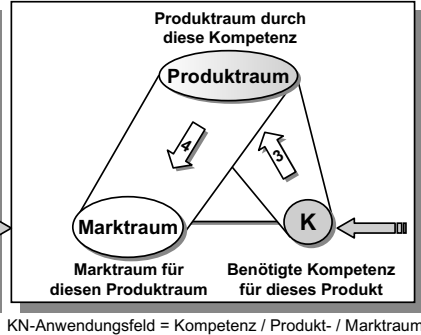 Produktraum durch
diese Kompetenz
Produktraum
4
3
Marktraum
K
Marktraum für
diesen Produktraum
Benötigte Kompetenz
für dieses Produkt
KN-Anwendungsfeld = Kompetenz / Produkt- / Marktraum